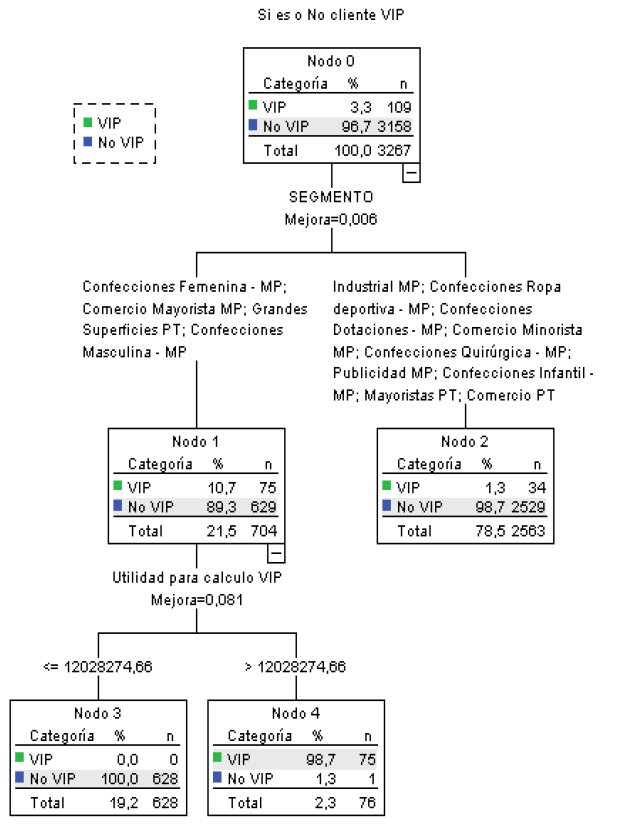 Si es o No cliente VIP
VIP
No VIP
Nodo 0
Categoría % n
VIP 3,3 109
No VIP 96,7 3158
Total 100,0 3267
SEGMENTO
Mejora=0,006
Confecciones Femenina - MP;
Comercio Mayorista MP; Grandes
Superficies PT; Confecciones
Masculina - MP
Industrial MP; Confecciones Ropa
deportiva - MP; Confecciones
Dotaciones - MP; Comercio Minorista
MP; Confecciones Quirúrgica - MP;
Publicidad MP; Confecciones Infantil -
MP; Mayoristas PT; Comercio PT
Nodo 1
Categoría % n
VIP 10,7 75
No VIP 89,3 629
Total 21,5 704
Nodo 2
Categoría % n
VIP 1,3 34
No VIP 98,7 2529
Total 78,5 2563
Utilidad para calculo VIP
Mejora=0,081
<= 12028274,66
> 12028274,66
Nodo 3
Categoría % n
VIP 0,0 0
No VIP 100,0 628
Total 19,2 628
Nodo 4
Categoría % n
VIP 98,7 75
No VIP 1,3 1
Total 2,3 76